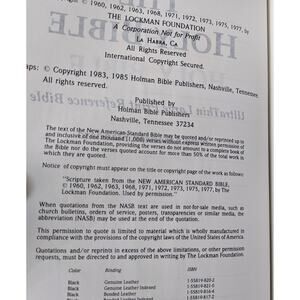 © 1960, 1962, 1963, 1968, 1971, 1972, 1973, 1975, 1977, by
THE LOCKMAN FOUNDATION
A Corporation Not for Profit
La Habra, Ca
All Rights Reserved
International Copyright Secured.
aps: © Copyright 1983, 1985 Holman Bible Publishers, Nashville, Tennessee
All rights reserved.
Published by
Holman Bible Publishers
Nashville, Tennessee 37234
The text of the New American Standard Bible may be quoted and/or reprinted up to
and inclusive of one thousand (1,000) verses without express written permission of
The Lockman Foundation, providing the verses do not amount to a complete book of
the Bible nor do the verses quoted account for more than 50% of the total work in
which they are quoted.
Notice of copyright must appear on the title or copyright page of the work as follows:
"Scripture taken from the NEW AMERICAN STANDARD BIBLE,
© 1960, 1962, 1963, 1968, 1971, 1972, 1973, 1975, 1977, by The
Lockman Foundation. Used by permission."
When quotations from the NASB text are used in not-for-sale media, such as
church bulletins, orders of service, posters, transparencies or similar media, the
abbreviation (NASB) may be used at the end of the quotation.
This permission to quote is limited to material which is wholly manufactured in
compliance with the provisions of the copyright laws of the United States of America.
Quotations and/or reprints in excess of the above limitations, or other permission
requests, must be directed to and approved in writing by The Lockman Foundation.
Color Binding ISBN
Black Genuine Leather 1-55819-820-2
Black Genuine Leather Indexed
Black Bonded Leather
Black Bonded Leather Indexed